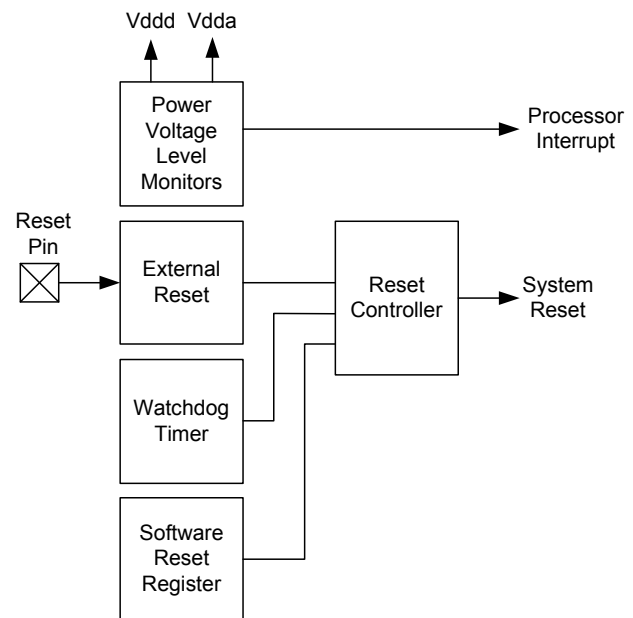 Vddd Vdda
Power
Voltage
Level
Monitors
Processor
Interrupt
Reset
Pin
External
Reset
Reset
Controller
System
Reset
Watchdog
Timer
Software
Reset
Register